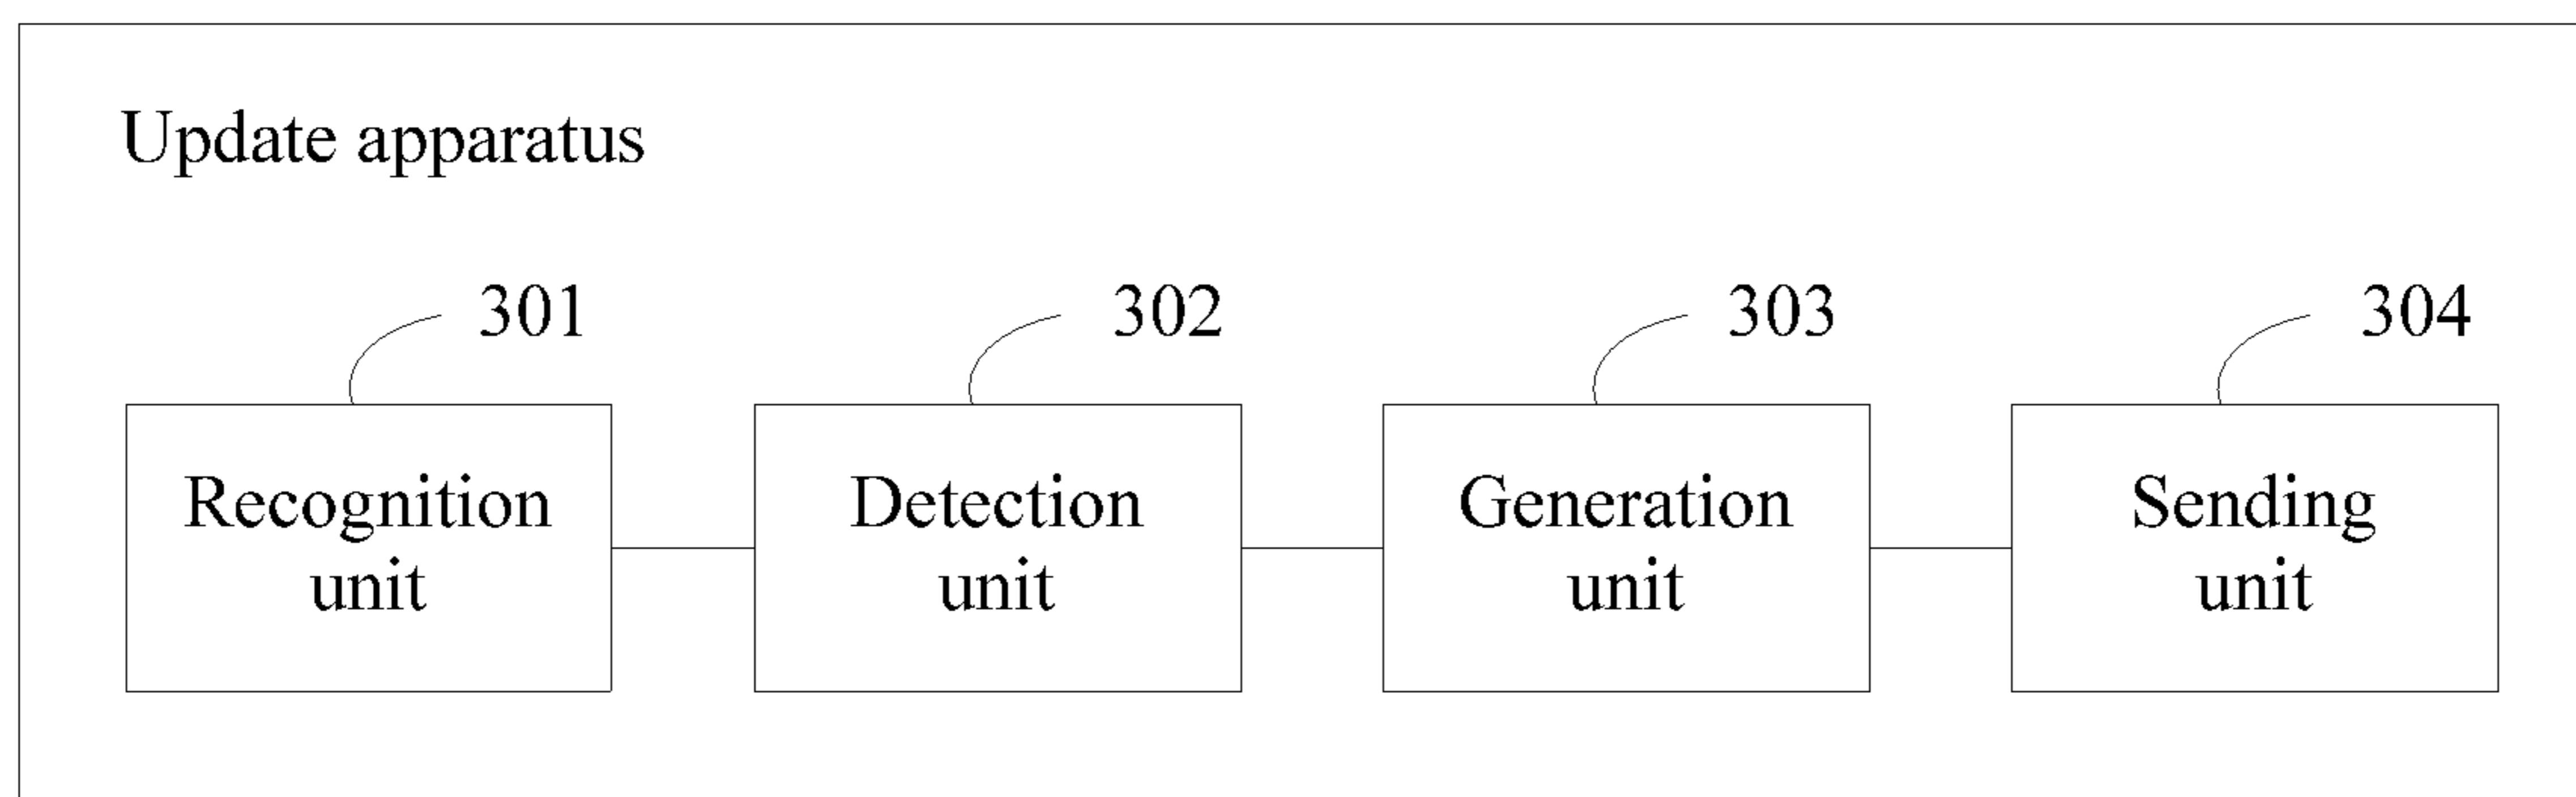 Update apparatus
301
302
303
304
Recognition
unit
Detection
unit
Generation
unit
Sending
unit